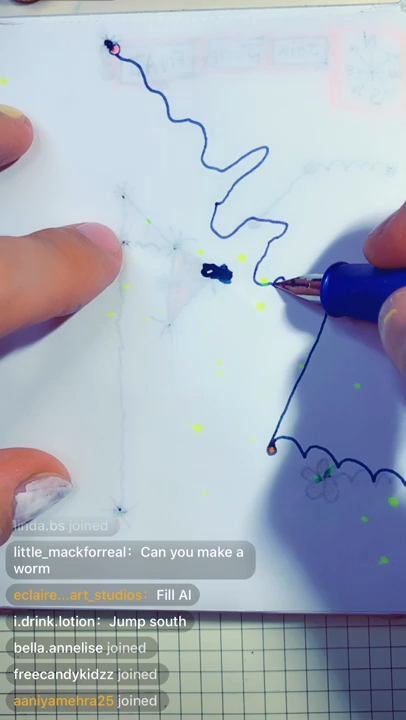 linda.bs joined
little_mackforreal: Can you make a
worm
eclaire...art_studios: Fill AI
i.drink.lotion: Jump south
bella.annelise joined
freecandykidzz joined
aaniyamehra25 joined